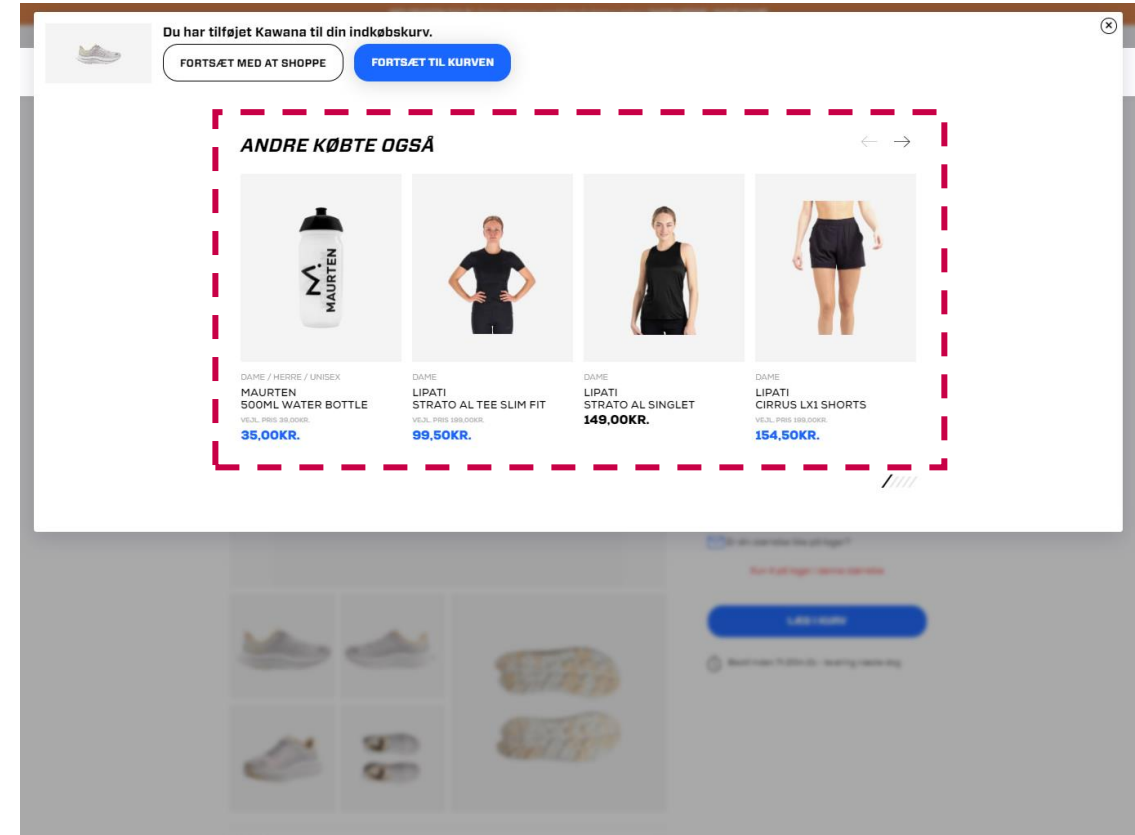 Du har tilføjet Kawana til din indkøbskurv.
FORTSÆT MED AT SHOPPE
FORTSÆT TIL KURVEN
ANDRE KØBTE OGSÅ
MAURTEN
DAME / HERRE / UNISEX
MAURTEN
500ML WATER BOTTLE
VEJL. PRIS 39,00KR.
35,00KR.
DAME
LIPATI
STRATO AL TEE SLIM FIT
VEJL. PRIS 199,00KR.
99,50KR.
DAME
LIPATI
STRATO AL SINGLET
149,00KR.
DAME
LIPATI
CIRRUS LX1 SHORTS
VEJL. PRIS 199,00KR.
154,50KR.
LÆG I KURV